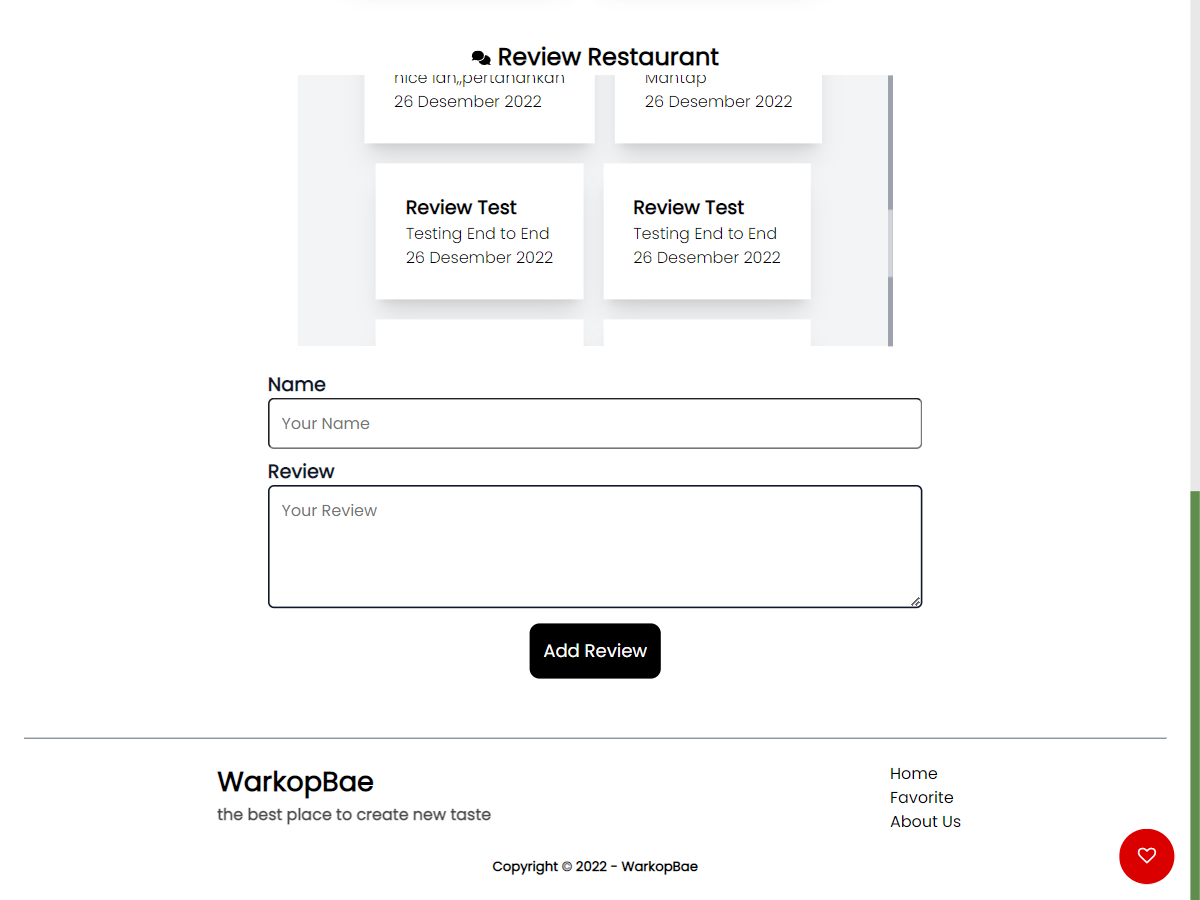 Review Restaurant
nice lah,,pertahankan
Mantap
26 Desember 2022
26 Desember 2022
Review Test
Review Test
Testing End to End
Testing End to End
26 Desember 2022
26 Desember 2022
Name
Your Name
Review
Your Review
Add Review
WarkopBae
the best place to create new taste
Home
Favorite
About Us
Copyright © 2022 - WarkopBae